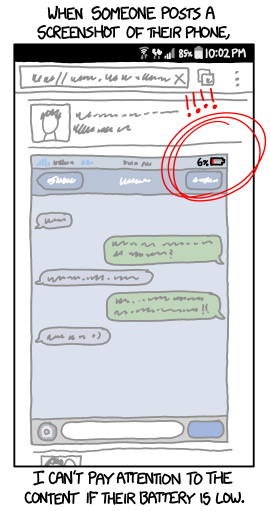 WHEN SOMEONE POSTS A
SCREENSHOT OF THEIR PHONE,
85% 10:02 PM
!!!!
6%
I CAN'T PAY ATTENTION TO THE
CONTENT IF THEIR BATTERY IS LOW.